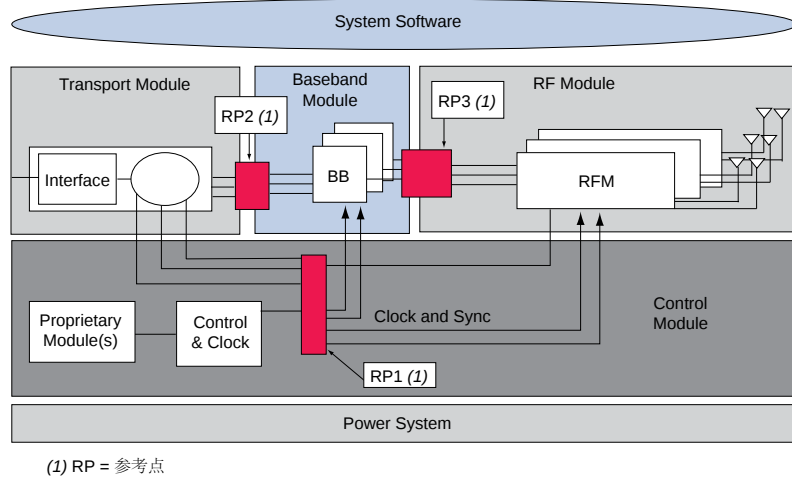 System Software
Transport Module
Baseband
Module
RF Module
RP2 (1)
RP3 (1)
Interface
BB
RFM
Proprietary
Module(s)
Control
& Clock
Clock and Sync
Control
Module
RP1 (1)
Power System
(1) RP = 参考点